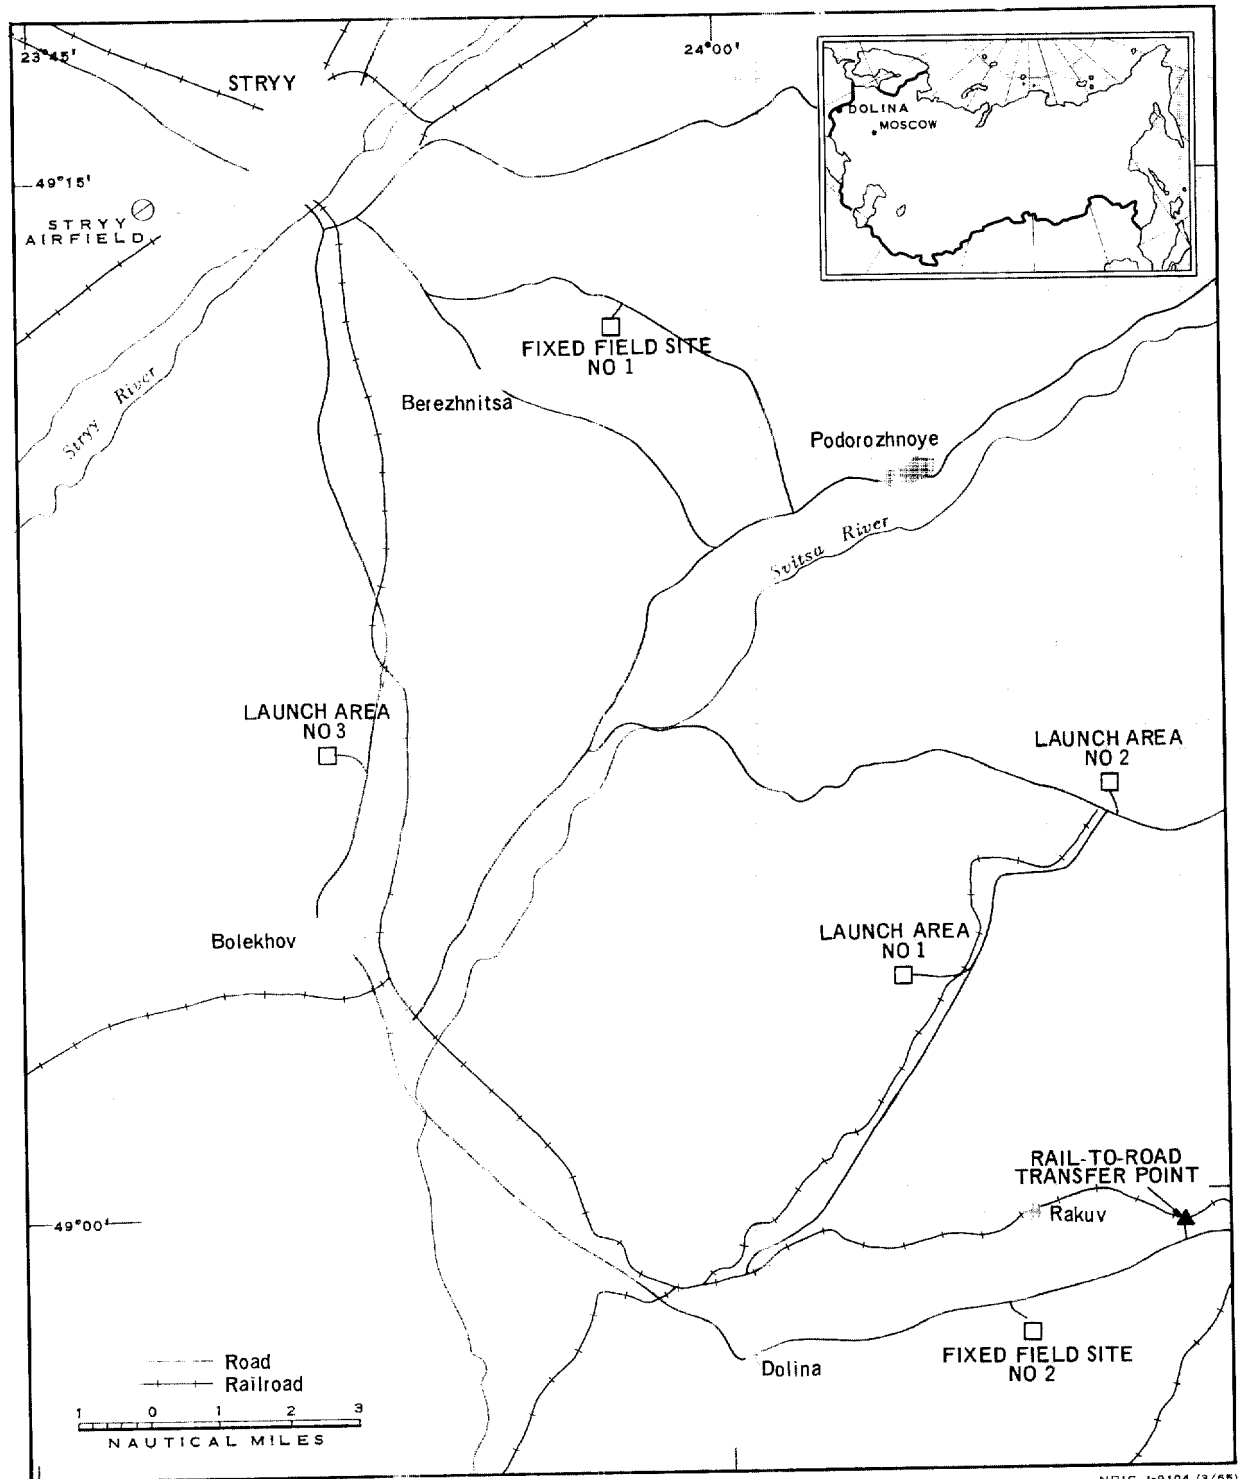 23°45'
24°00'
STRYY
DOLINA
MOSCOW
49°15'
STRYY
AIRFIELD
FIXED FIELD SITE
NO 1
Stryy River
Berezhnitsa
Podorozhnoye
Svitsa River
LAUNCH AREA
NO 3
LAUNCH AREA
NO 2
Bolekhov
LAUNCH AREA
NO 1
RAIL-TO-ROAD
TRANSFER POINT
Rakuv
49°00'
Road
Railroad
Dolina
FIXED FIELD SITE
NO 2
1 0 1 2 3
NAUTICAL MILES